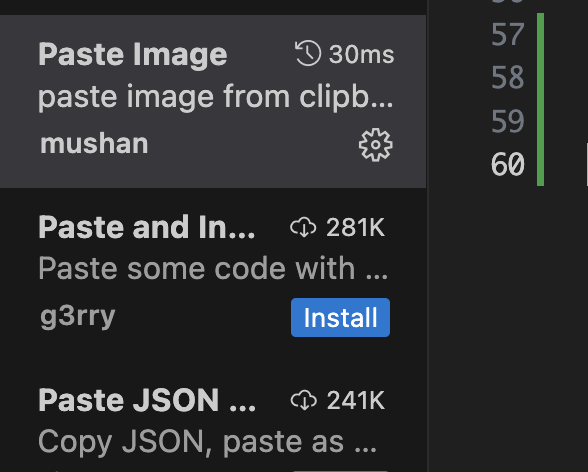 Paste Image 30ms
paste image from clipb...
mushan
Paste and In... 281K
Paste some code with ...
g3rry Install
Paste JSON ... 241K
Copy JSON, paste as ...
57
58
59
60